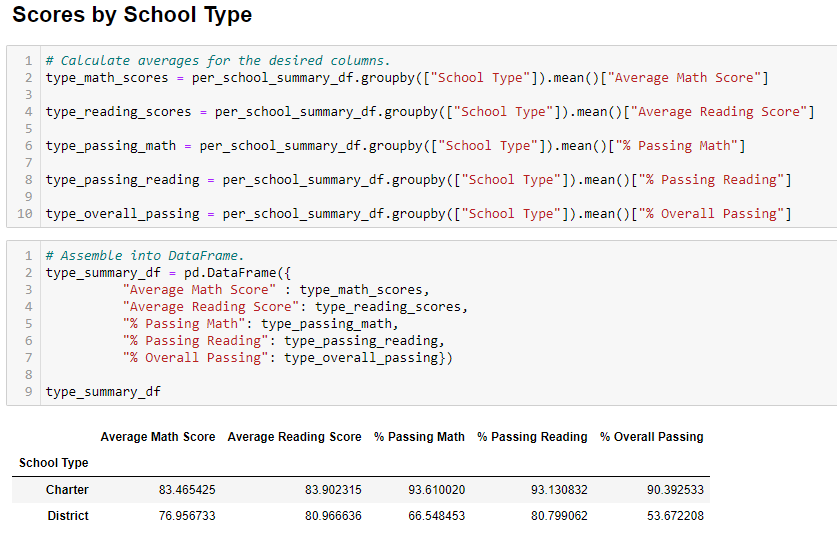 Scores by School Type
1 # Calculate averages for the desired columns.
2 type_math_scores = per_school_summary_df.groupby(["School Type"]).mean()["Average Math Score"]
3
4 type_reading_scores = per_school_summary_df.groupby(["School Type"]).mean()["Average Reading Score"]
5
6 type_passing_math = per_school_summary_df.groupby(["School Type"]).mean()["% Passing Math"]
7
8 type_passing_reading = per_school_summary_df.groupby(["School Type"]).mean()["% Passing Reading"]
9
10 type_overall_passing = per_school_summary_df.groupby(["School Type"]).mean()["% Overall Passing"]
1 # Assemble into DataFrame.
2 type_summary_df = pd.DataFrame({
3 "Average Math Score" : type_math_scores,
4 "Average Reading Score": type_reading_scores,
5 "% Passing Math": type_passing_math,
6 "% Passing Reading": type_passing_reading,
7 "% Overall Passing": type_overall_passing})
8
9 type_summary_df
Average Math Score Average Reading Score % Passing Math % Passing Reading % Overall Passing
School Type
Charter 83.465425 83.902315 93.610020 93.130832 90.392533
District 76.956733 80.966636 66.548453 80.799062 53.672208